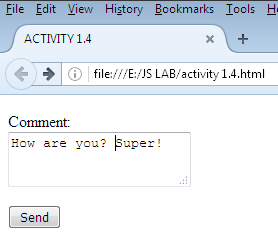 File Edit View History Bookmarks Tools H
ACTIVITY 1.4
file:///E:/JS LAB/activity 1.4.html
Comment:
How are you? Super!
Send